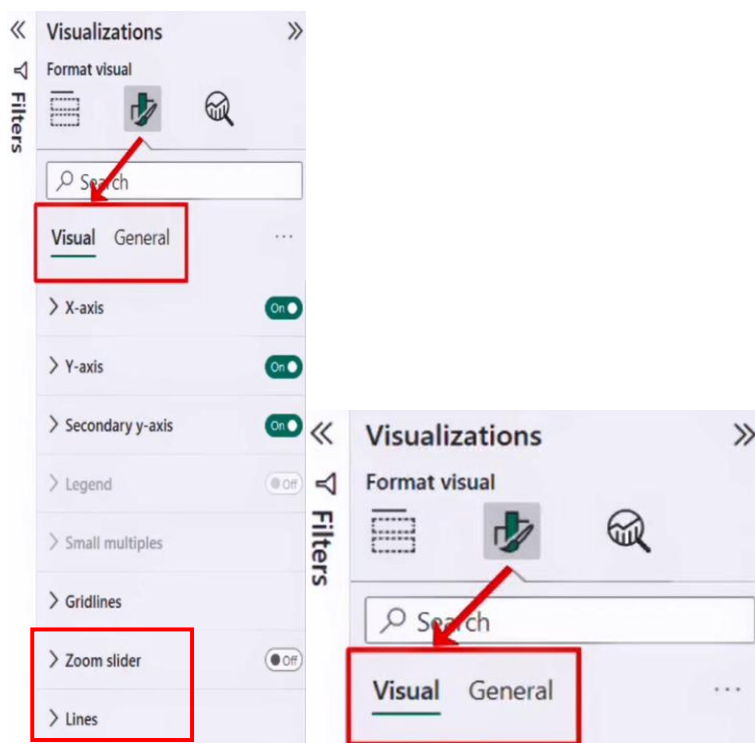 Visualizations
Filters
Format visual
Search
Visual General
X-axis On
Y-axis On
Secondary y-axis On
Legend Off
Small multiples
Gridlines
Zoom slider Off
Lines
Visualizations
Filters
Format visual
Search
Visual General